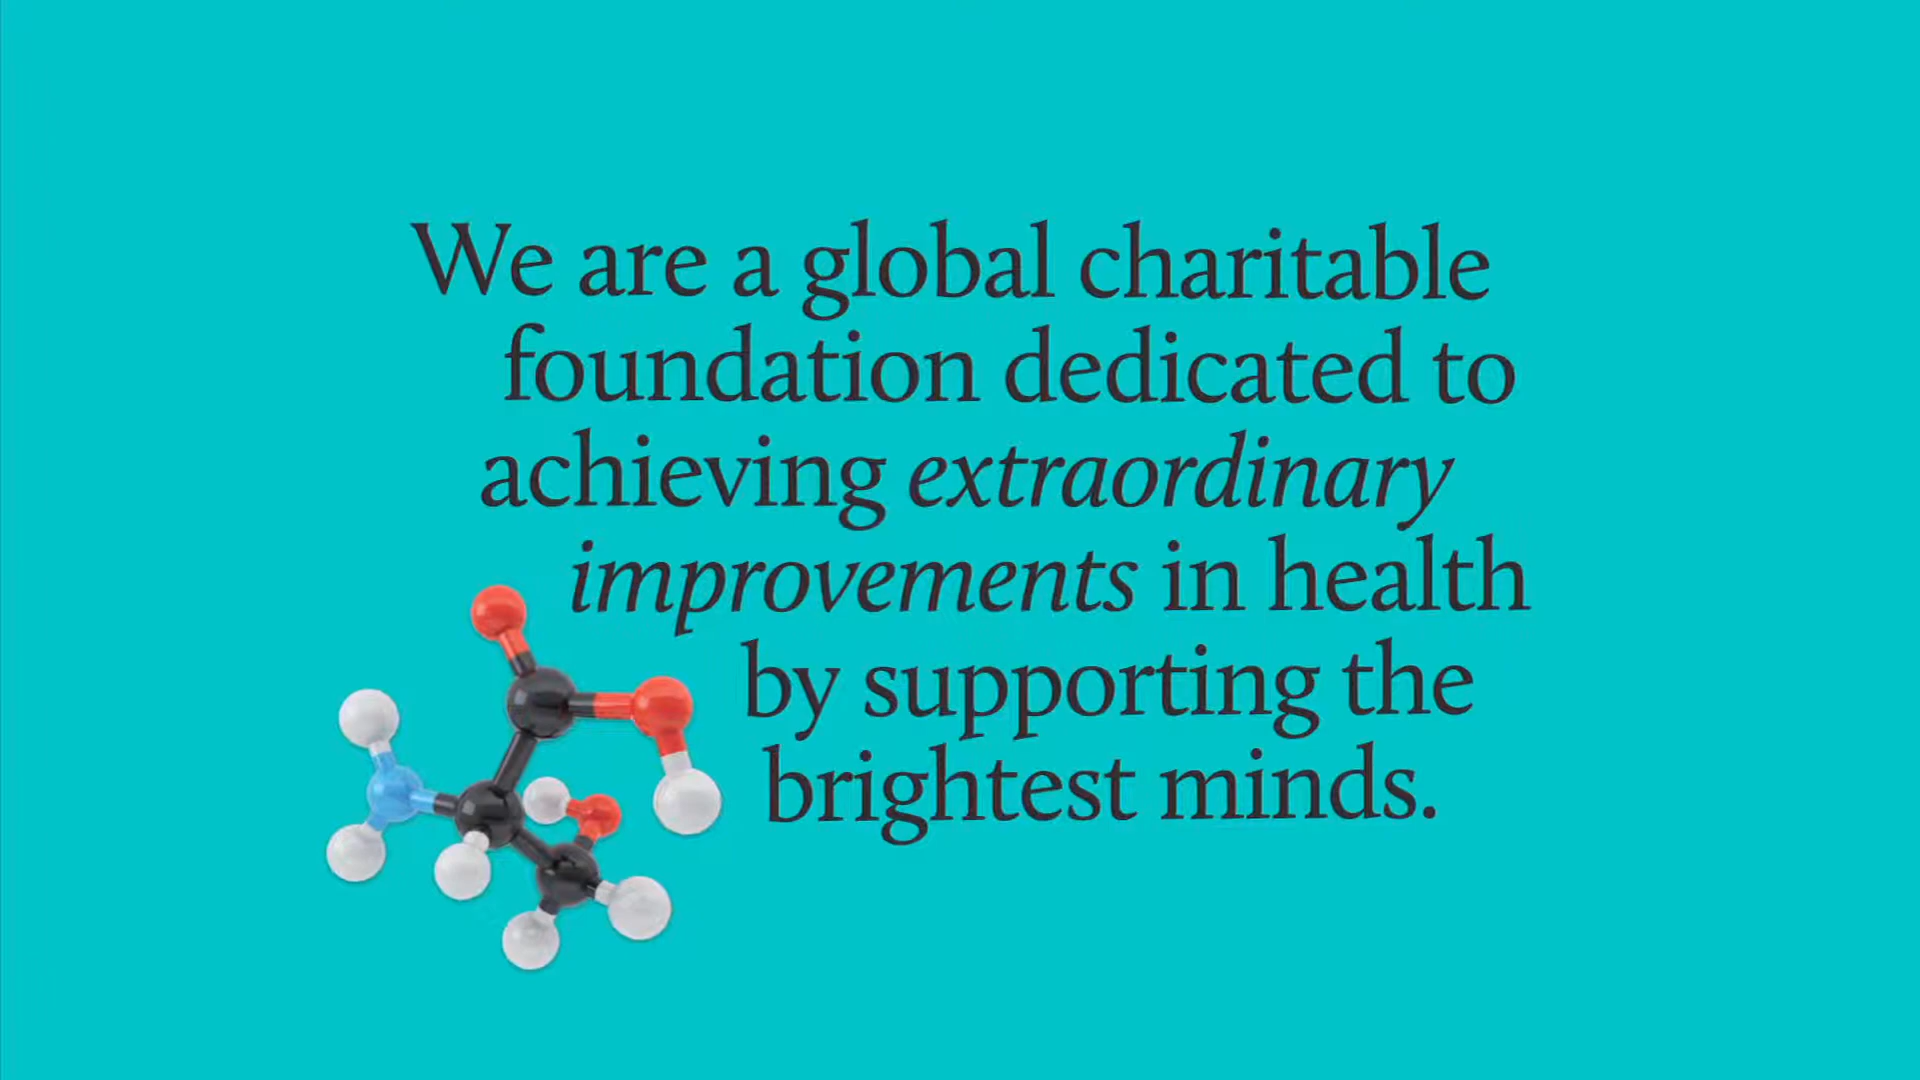 We are a global charitable
foundation dedicated to
achieving extraordinary
improvements in health
by supporting the
brightest minds.